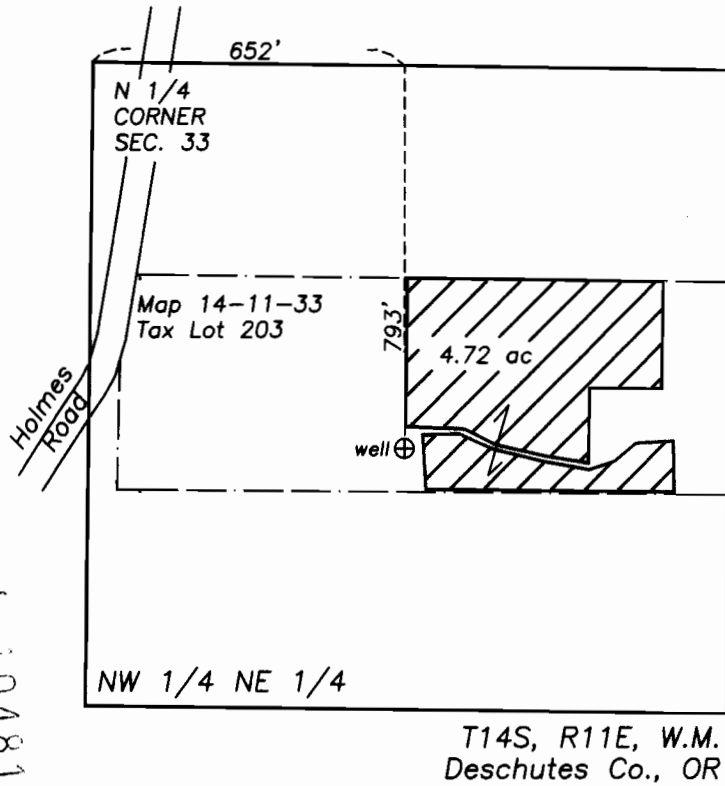 652'
N 1/4
CORNER
SEC. 33
Map 14-11-33
Tax Lot 203
793'
4.72 ac
Holmes
Road
well
NW 1/4 NE 1/4
T14S, R11E, W.M.
Deschutes Co., OR